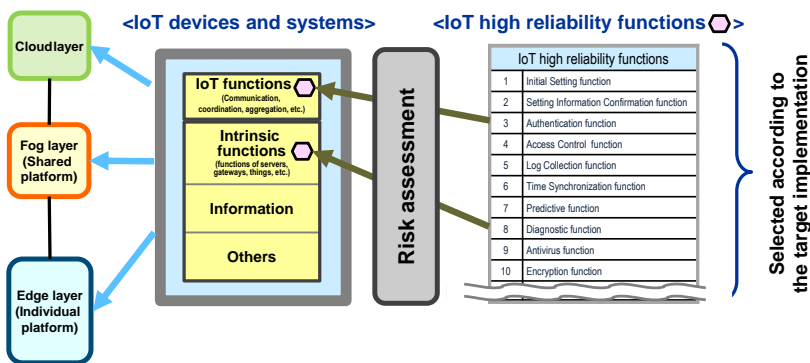 <IoT devices and systems>
<IoT high reliability functions >
Cloud layer
Fog layer
(Shared
platform)
Edge layer
(Individual
platform)
IoT functions
(Communication,
coordination, aggregation, etc.)
Intrinsic
functions
(functions of servers,
gateways, things, etc.)
Information
Others
Risk assessment
IoT high reliability functions
1 Initial Setting function
2 Setting Information Confirmation function
3 Authentication function
4 Access Control function
5 Log Collection function
6 Time Synchronization function
7 Predictive function
8 Diagnostic function
9 Antivirus function
10 Encryption function
Selected according to
the target implementation